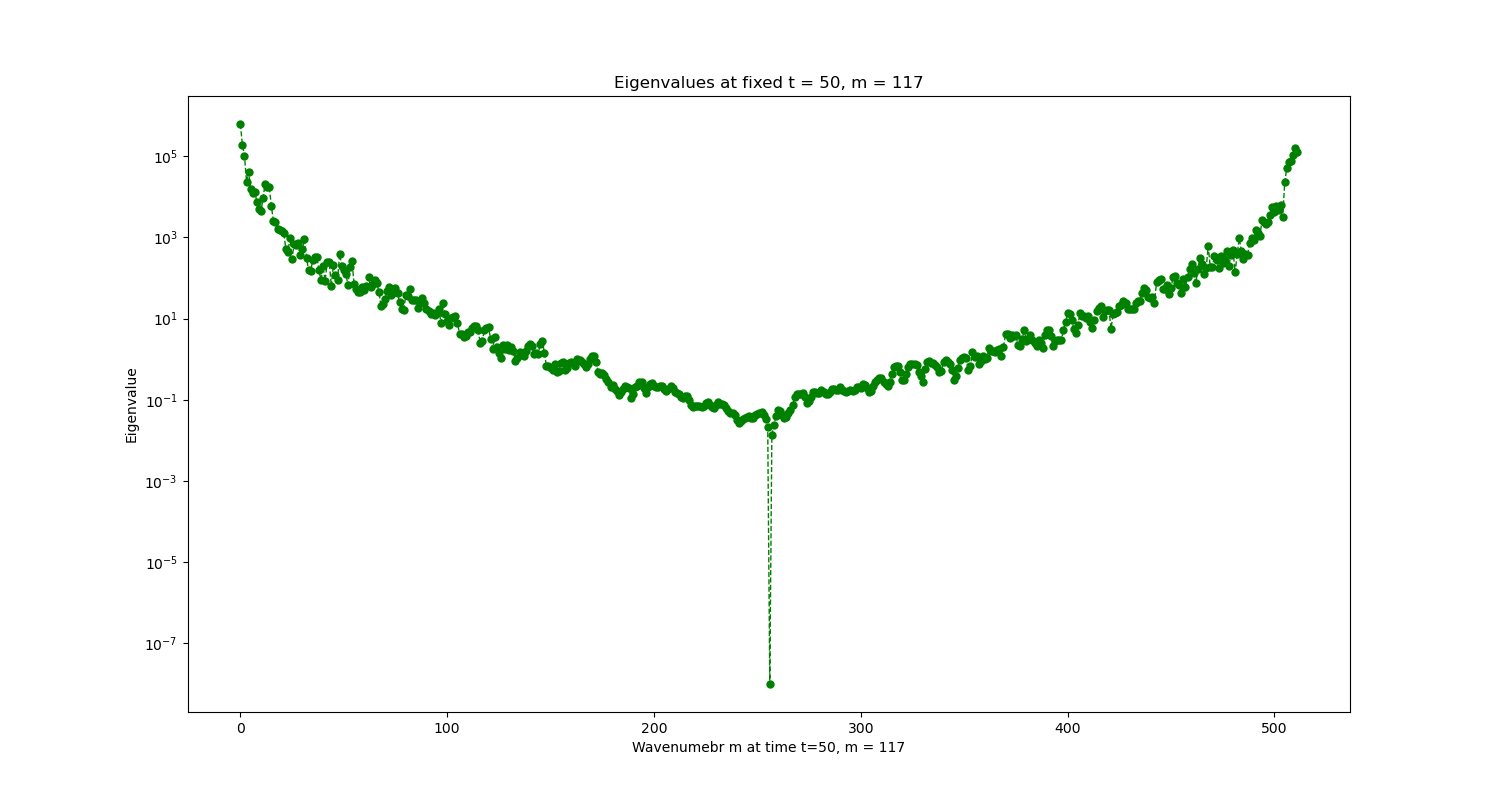 Eigenvalues at fixed t = 50, m = 117
10^5
10^3
10^1
10^-1
10^-3
10^-5
10^-7
Eigenvalue
0 100 200 300 400 500
Wavenumebr m at time t=50, m = 117